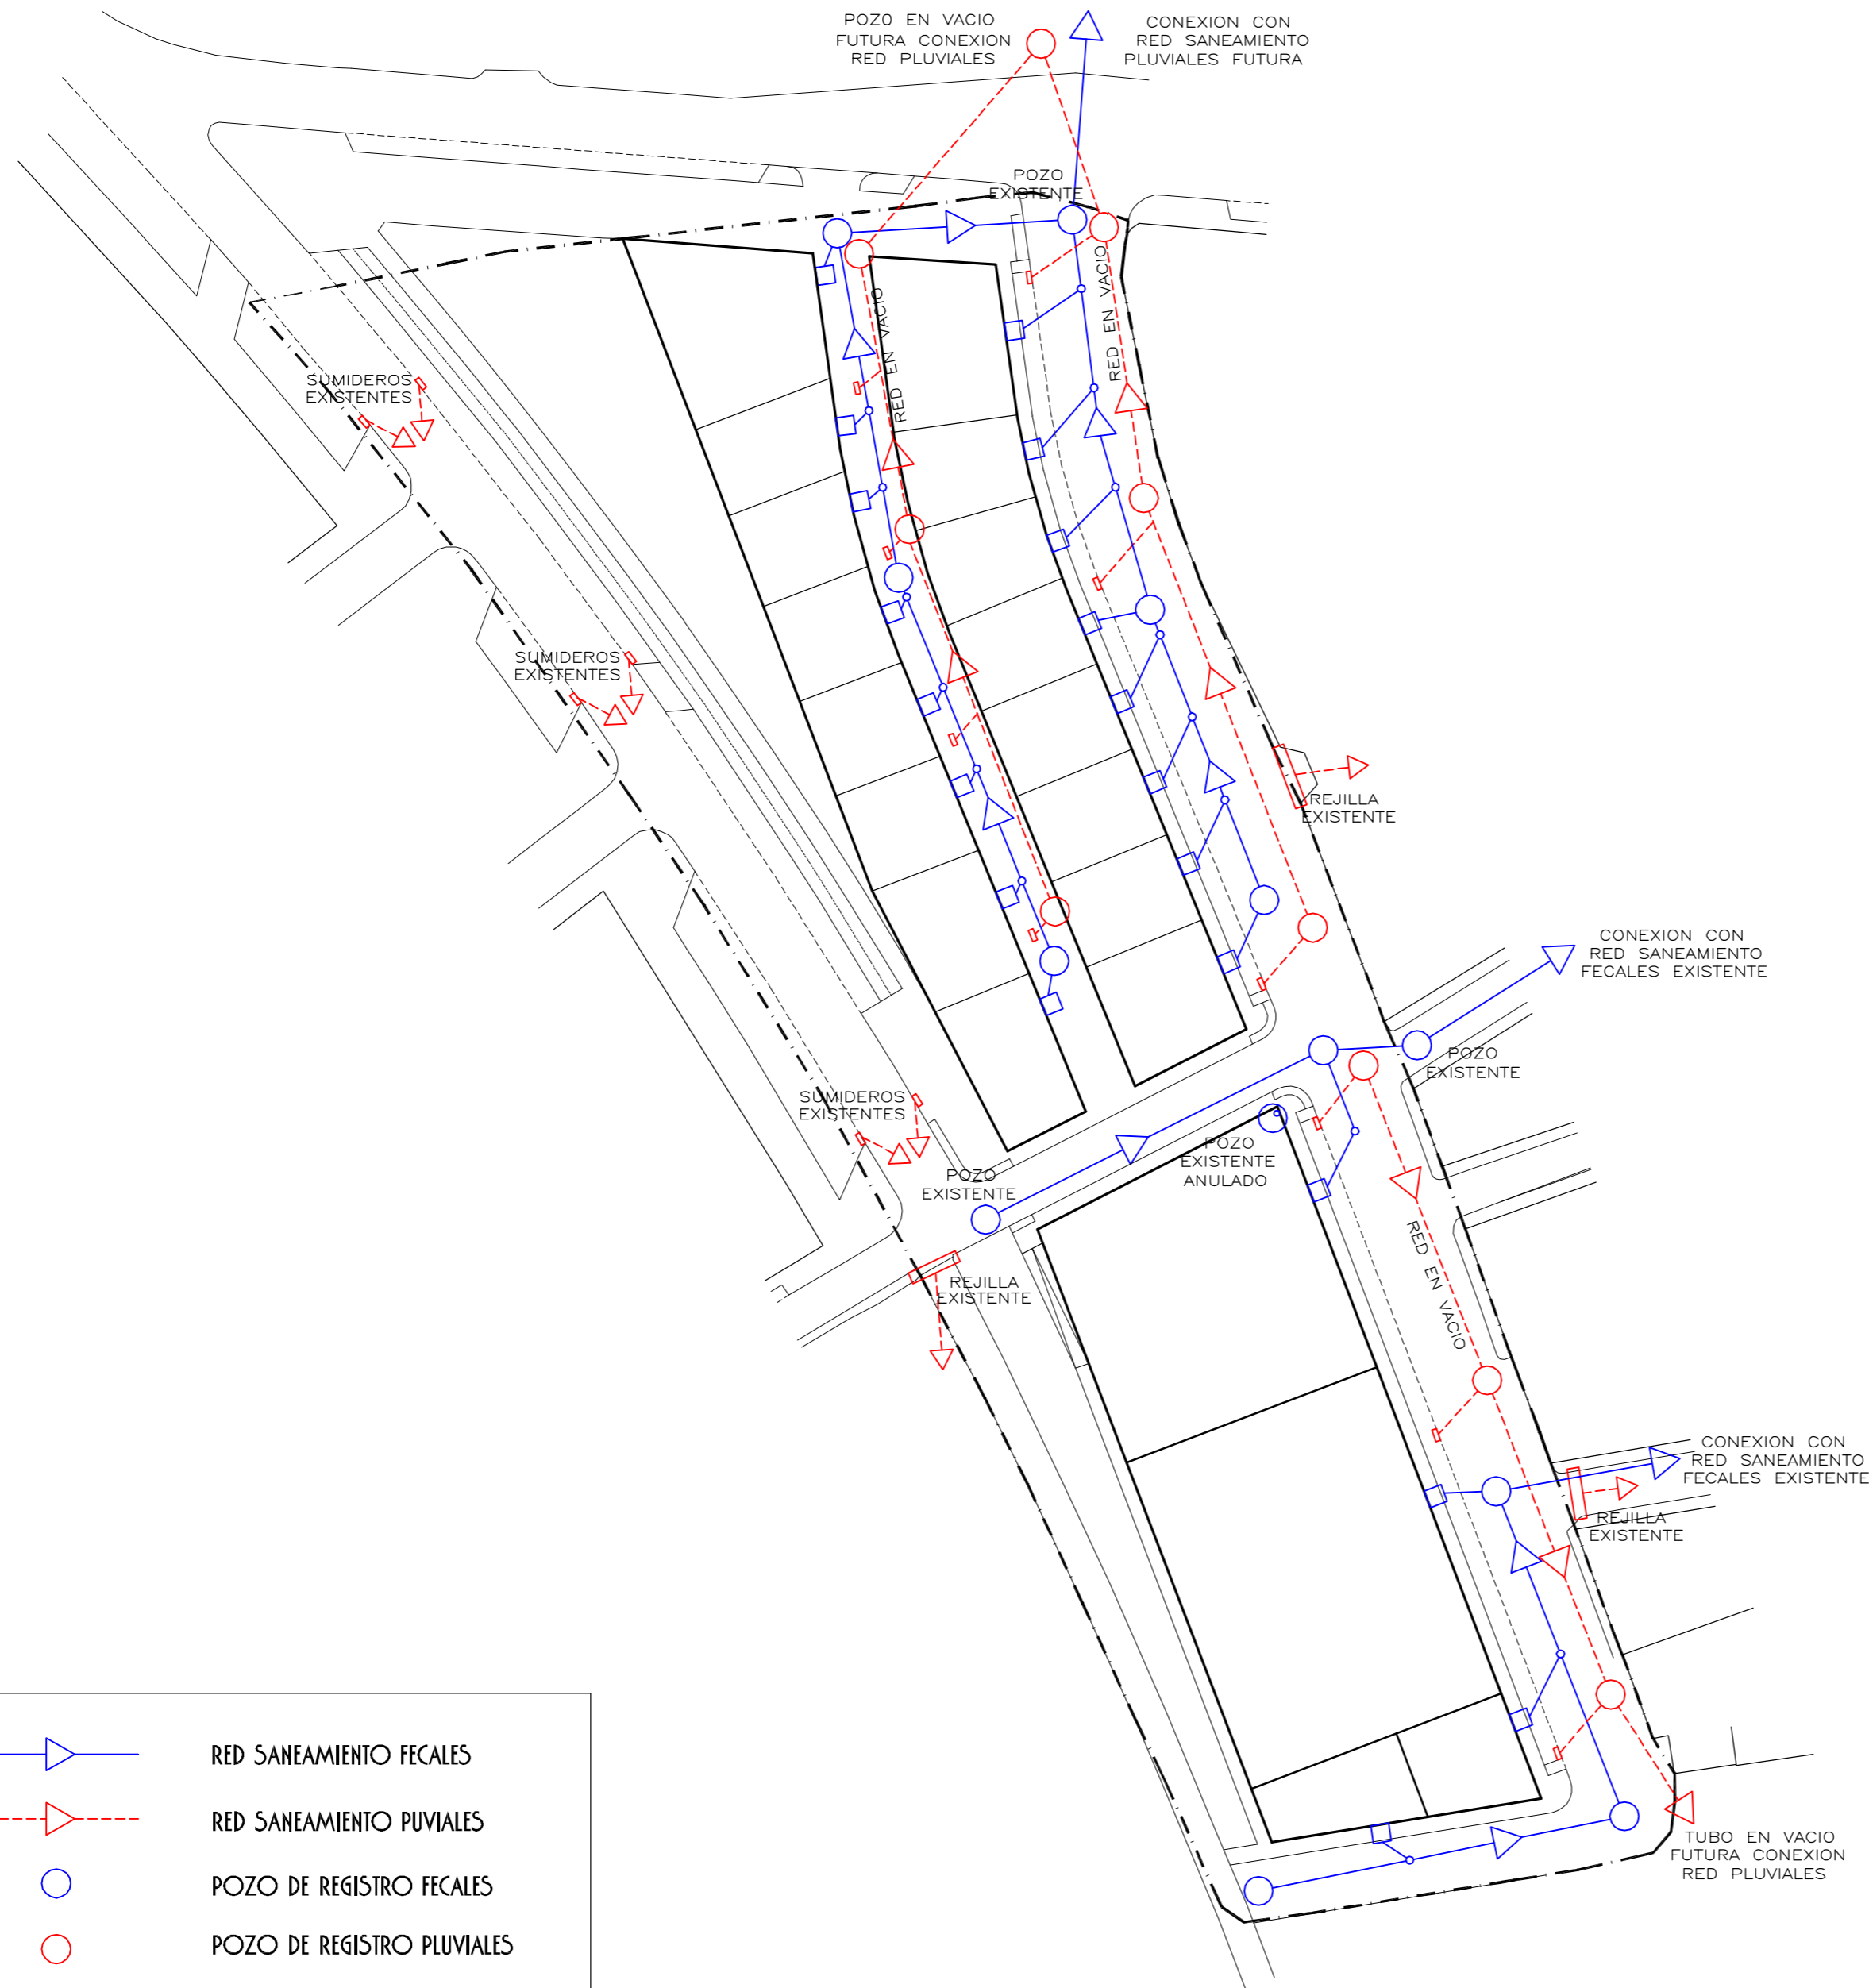 POZO EN VACIO
FUTURA CONEXION
RED PLUVIALES
CONEXION CON
RED SANEAMIENTO
PLUVIALES FUTURA
POZO
EXISTENTE
RED EN VACIO
RED EN VACIO
SUMIDEROS
EXISTENTES
SUMIDEROS
EXISTENTES
REJILLA
EXISTENTE
CONEXION CON
RED SANEAMIENTO
FECALES EXISTENTE
POZO
EXISTENTE
SUMIDEROS
EXISTENTES
POZO
EXISTENTE
ANULADO
POZO
EXISTENTE
RED EN VACIO
REJILLA
EXISTENTE
CONEXION CON
RED SANEAMIENTO
FECALES EXISTENTE
REJILLA
EXISTENTE
TUBO EN VACIO
FUTURA CONEXION
RED PLUVIALES
RED SANEAMIENTO FECALES
RED SANEAMIENTO PUVIALES
POZO DE REGISTRO FECALES
POZO DE REGISTRO PLUVIALES